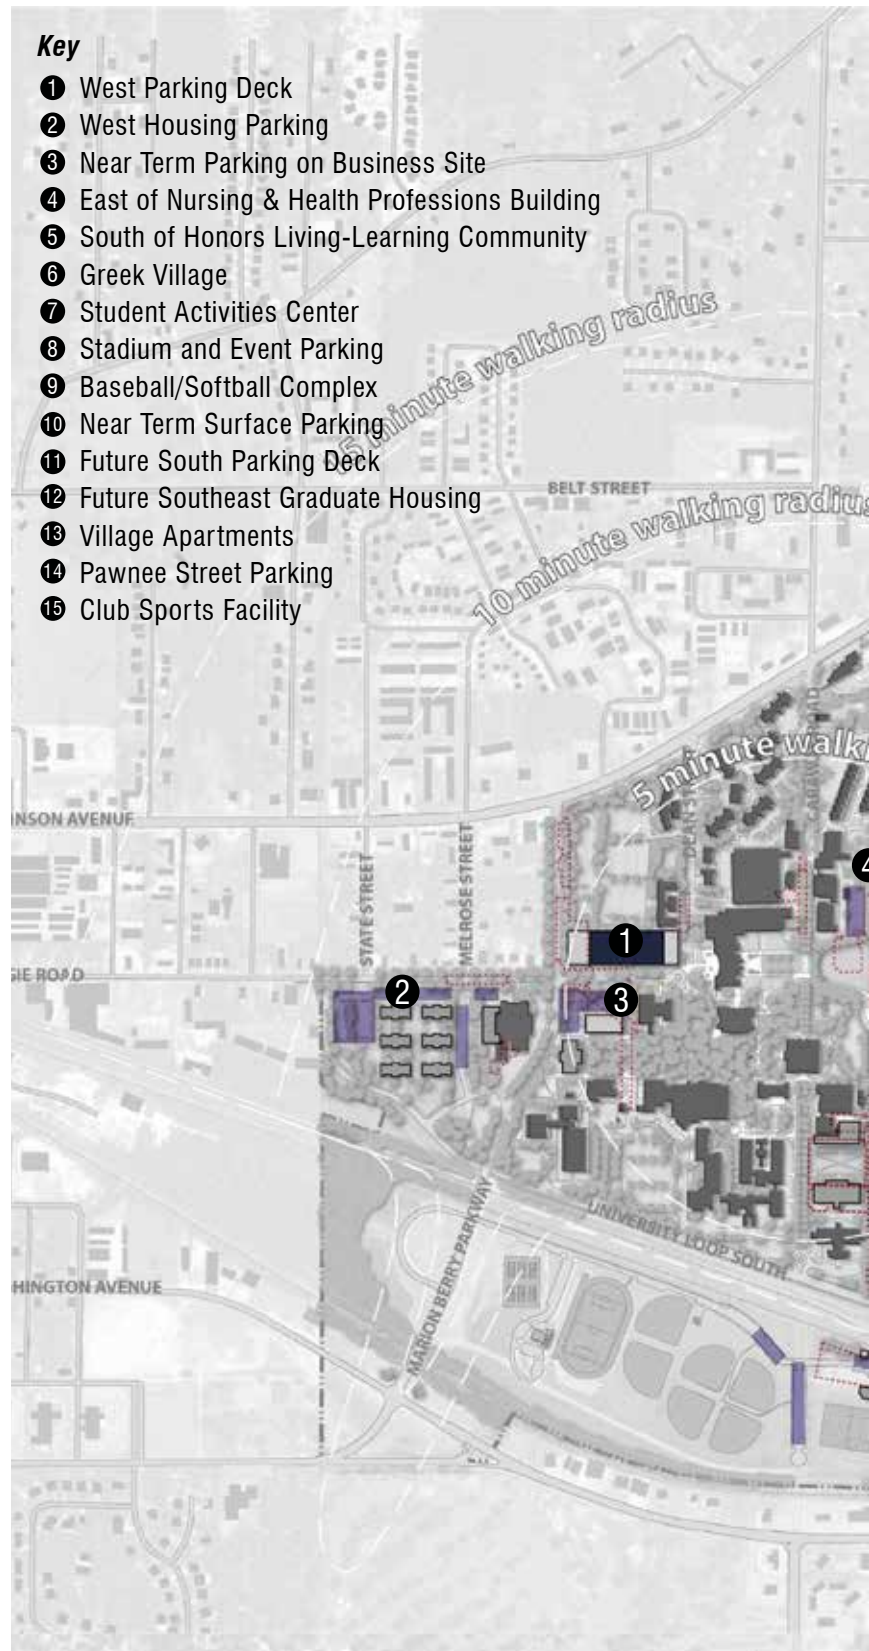 Key
1 West Parking Deck
2 West Housing Parking
3 Near Term Parking on Business Site
4 East of Nursing & Health Professions Building
5 South of Honors Living-Learning Community
6 Greek Village
7 Student Activities Center
8 Stadium and Event Parking
9 Baseball/Softball Complex
10 Near Term Surface Parking
11 Future South Parking Deck
12 Future Southeast Graduate Housing
13 Village Apartments
14 Pawnee Street Parking
15 Club Sports Facility
15 minute walking radius
BELT STREET
10 minute walking radius
5 minute walki
DEAN S
NSON AVENUE
STATE STREET
MELROSE STREET
4
1
GIE ROAD
2
3
MARION BERRY PARKWAY
UNIVERSITY LOOP SOUTH
HINGTON AVENUE